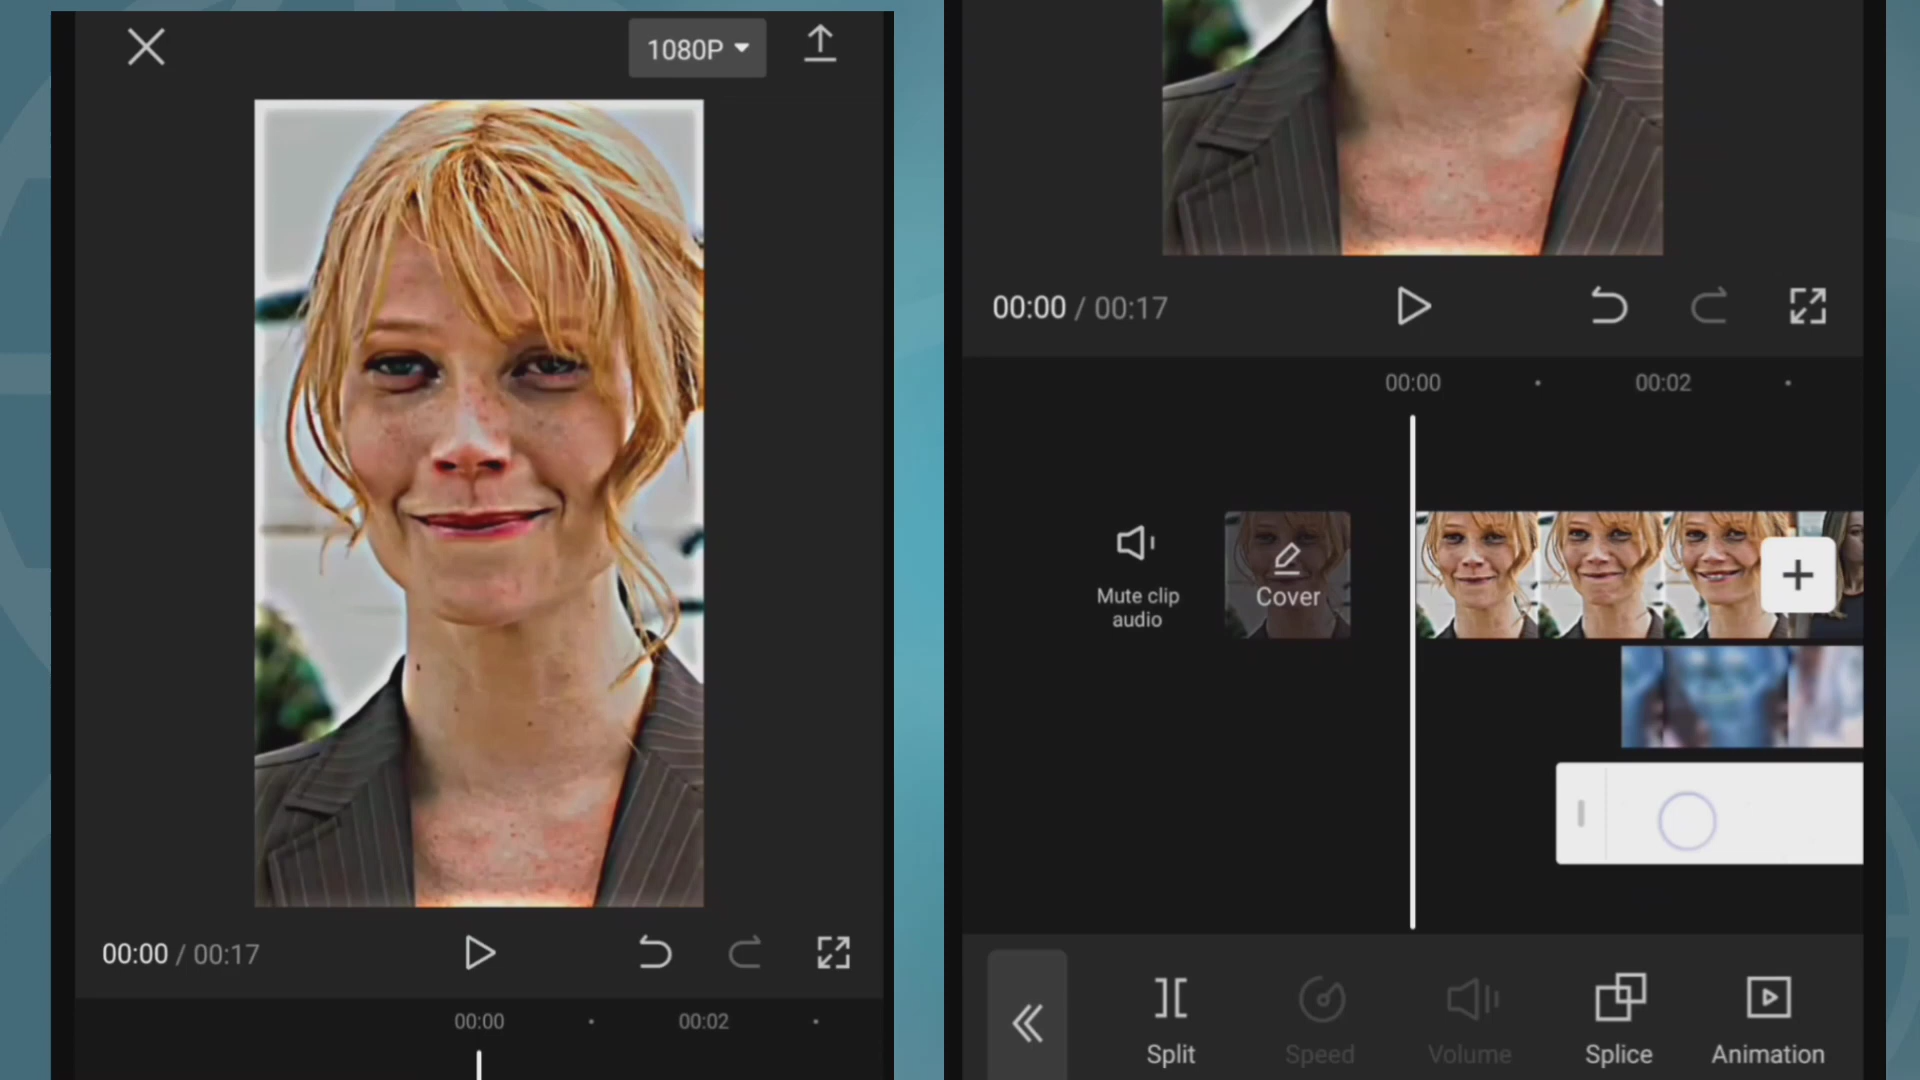 1080P
00:00 / 00:17
00:00
00:02
00:00 / 00:17
00:00
00:02
Mute clip
audio
Cover
Split
Speed
Volume
Splice
Animation